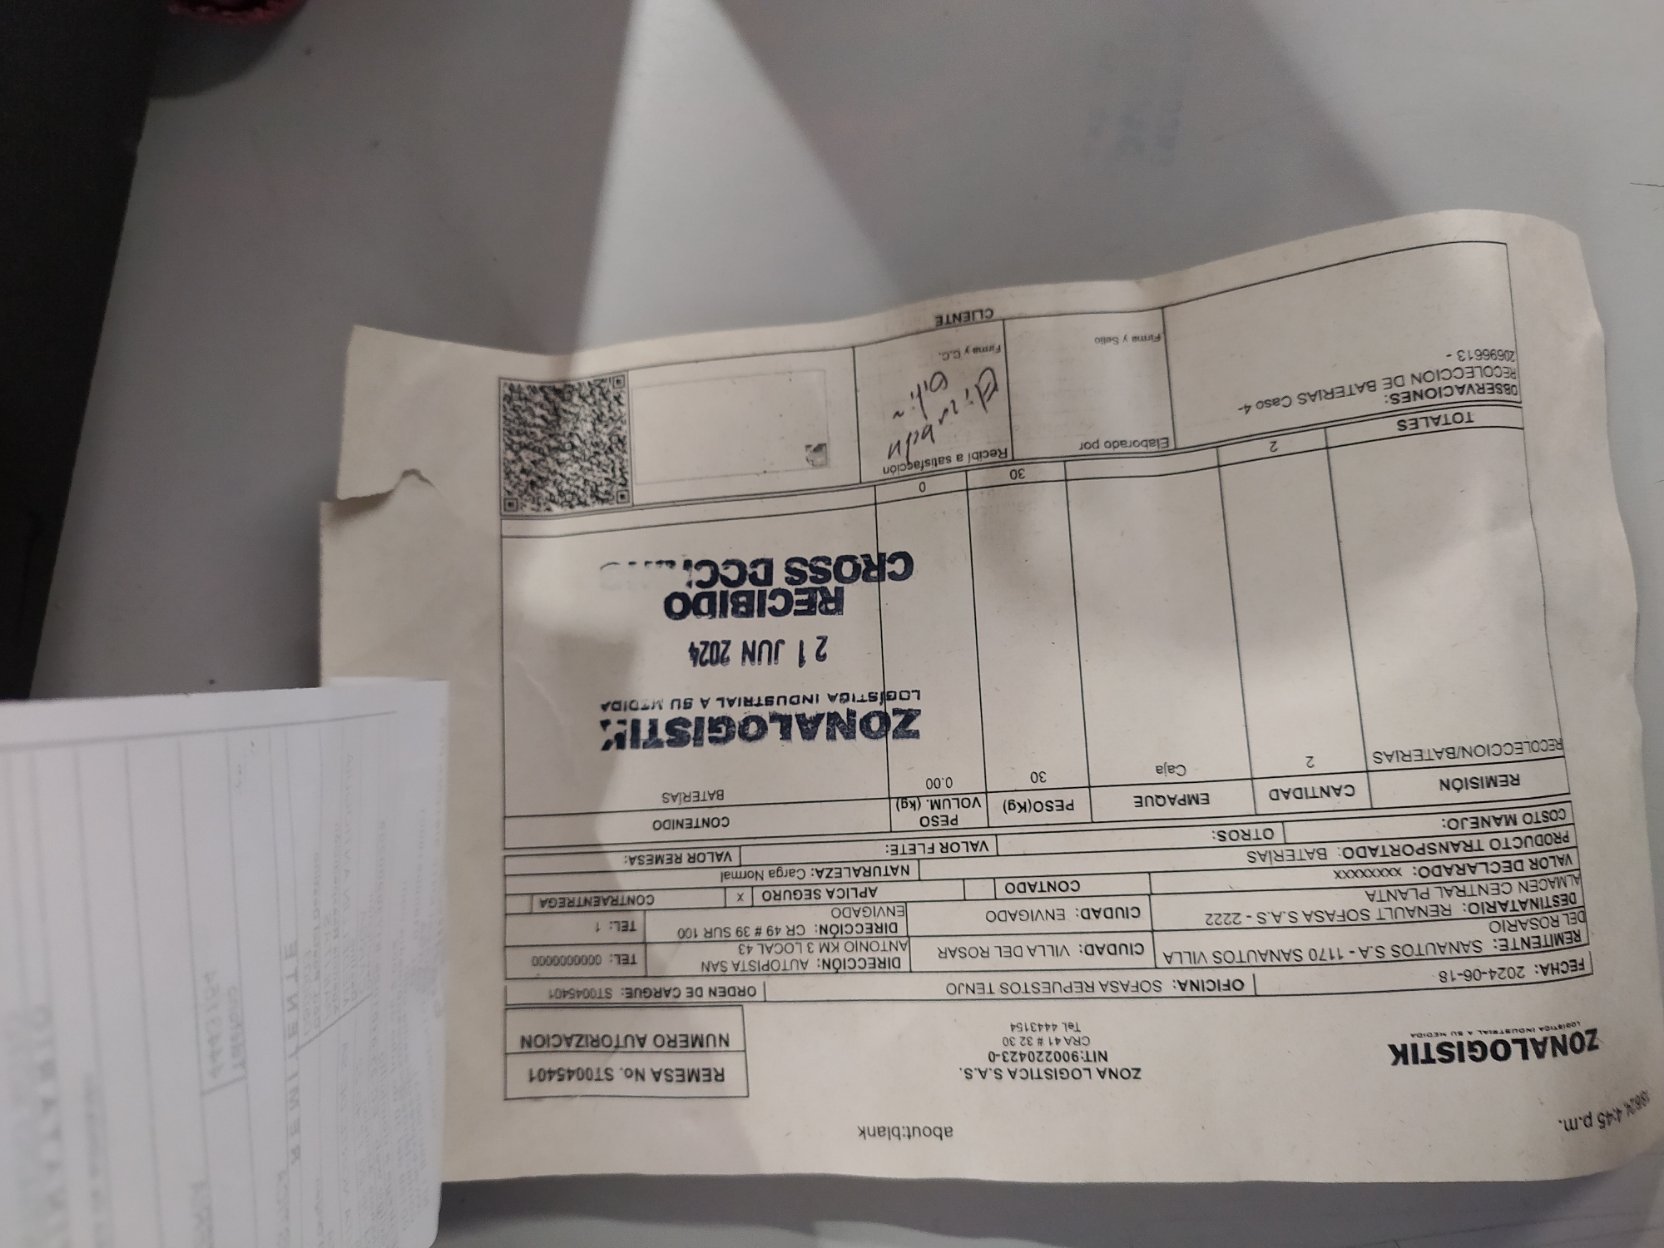 4:45 p.m.
about:blank
ZONALOGISTIK
LOGISTICA INDUSTRIAL A SU MEDIDA
ZONA LOGISTICA S.A.S.
NIT:900220423-0
CRA 41 # 32 30
Tel. 4443154
REMESA No. ST0045401
NUMERO AUTORIZACION
FECHA: 2024-06-18 OFICINA: SOFASA REPUESTOS TENJO ORDEN DE CARGUE: ST0045401
REMITENTE: SANAUTOS S.A - 1170 SANAUTOS VILLA DEL ROSARIO CIUDAD: VILLA DEL ROSAR DIRECCIÓN: AUTOPISTA SAN ANTONIO KM 3 LOCAL 43 TEL: 0000000000
DESTINATARIO: RENAULT SOFASA S.A.S - 2222 ALMACEN CENTRAL PLANTA CIUDAD: ENVIGADO DIRECCIÓN: CR 49 # 39 SUR 100 ENVIGADO TEL: 1
VALOR DECLARADO: xxxxxxxx CONTADO APLICA SEGURO x CONTRAENTREGA
PRODUCTO TRANSPORTADO: BATERÍAS NATURALEZA: Carga Normal
COSTO MANEJO: OTROS: VALOR FLETE: VALOR REMESA:
REMISIÓN CANTIDAD EMPAQUE PESO(Kg) PESO VOLUM. (kg) CONTENIDO
RECOLECCION/BATERIAS 2 Caja 30 0.00 BATERÍAS
ZONALOGISTIK
LOGÍSTICA INDUSTRIAL A SU MEDIDA
21 JUN 2024
RECIBIDO
CROSS
TOTALES 2 30 0
OBSERVACIONES:
RECOLECCION DE BATERIAS Caso 4-
20696613 -
Elaborado por
Firma y Sello
Recibí a satisfacción
Firma y C.C.
CLIENTE
REMITENTE